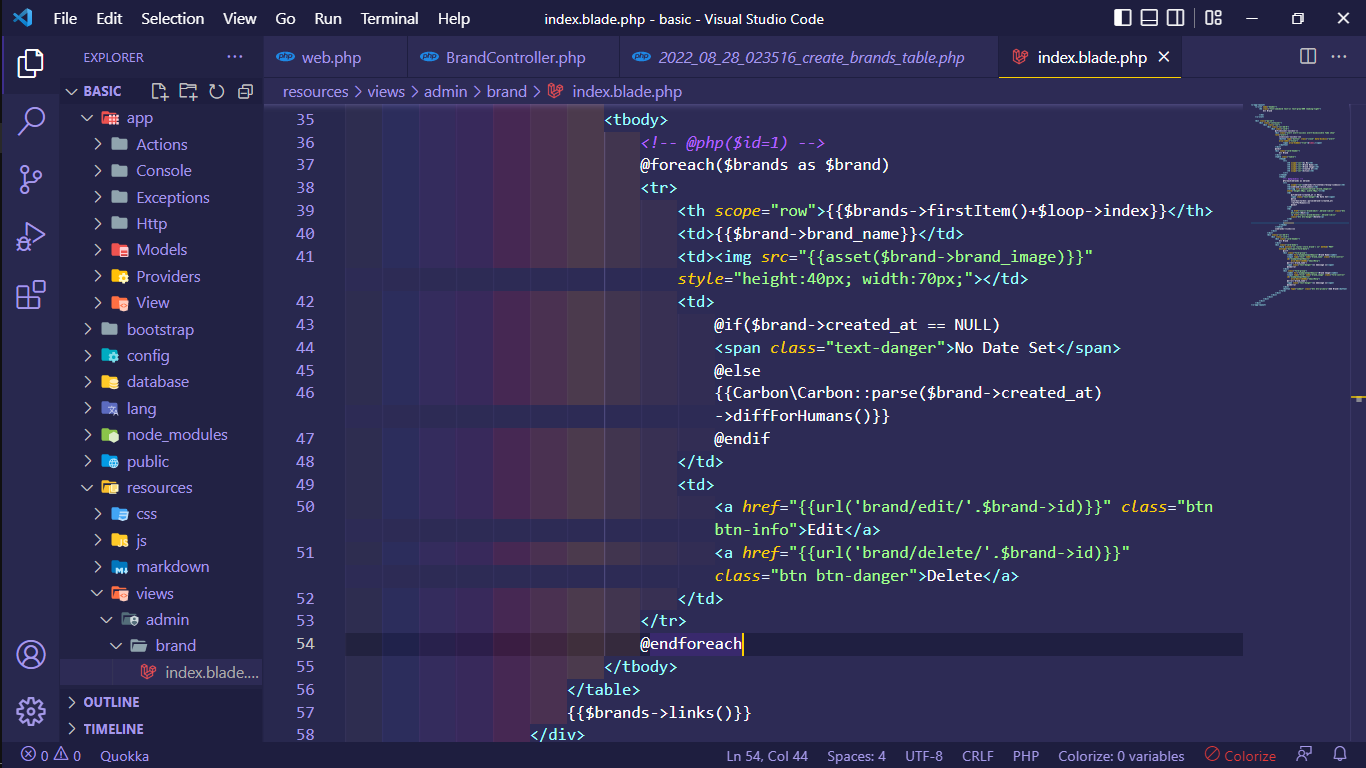 File Edit Selection View Go Run Terminal Help
index.blade.php - basic - Visual Studio Code
EXPLORER ...
BASIC
app
Actions
Console
Exceptions
Http
Models
Providers
View
bootstrap
config
database
lang
node_modules
public
resources
css
js
markdown
views
admin
brand
index.blade....
OUTLINE
TIMELINE
web.php BrandController.php 2022_08_28_023516_create_brands_table.php index.blade.php
resources > views > admin > brand > index.blade.php
35 <tbody>
36 <!-- @php($id=1) -->
37 @foreach($brands as $brand)
38 <tr>
39 <th scope="row">{{$brands->firstItem()+$loop->index}}</th>
40 <td>{{$brand->brand_name}}</td>
41 <td><img src="{{asset($brand->brand_image)}}"
style="height:40px; width:70px;"></td>
42 <td>
43 @if($brand->created_at == NULL)
44 <span class="text-danger">No Date Set</span>
45 @else
46 {{Carbon\Carbon::parse($brand->created_at)
->diffForHumans()}}
47 @endif
48 </td>
49 <td>
50 <a href="{{url('brand/edit/'.$brand->id)}}" class="btn
btn-info">Edit</a>
51 <a href="{{url('brand/delete/'.$brand->id)}}"
class="btn btn-danger">Delete</a>
52 </td>
53 </tr>
54 @endforeach
55 </tbody>
56 </table>
57 {{$brands->links()}}
58 </div>
0 0 Quokka
Ln 54, Col 44 Spaces: 4 UTF-8 CRLF PHP Colorize: 0 variables Colorize